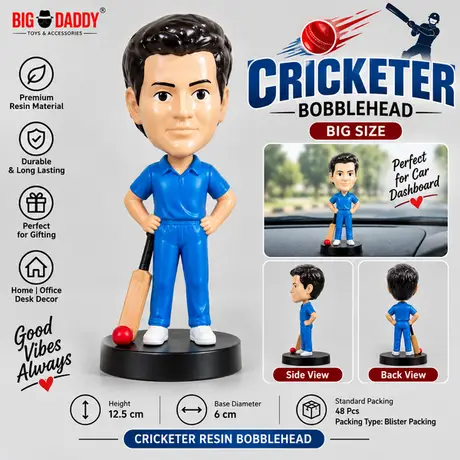 BIG DADDY®
TOYS & ACCESSORIES
Premium
Resin Material
Durable
& Long Lasting
Perfect
for Gifting
Home | Office
Desk Decor
Good
Vibes
Always
CRICKETER
BOBBLEHEAD
BIG SIZE
Perfect
for Car
Dashboard
Side View
Back View
Height
12.5 cm
Base Diameter
6 cm
Standard Packing
48 Pcs
Packing Type: Blister Packing
CRICKETER RESIN BOBBLEHEAD